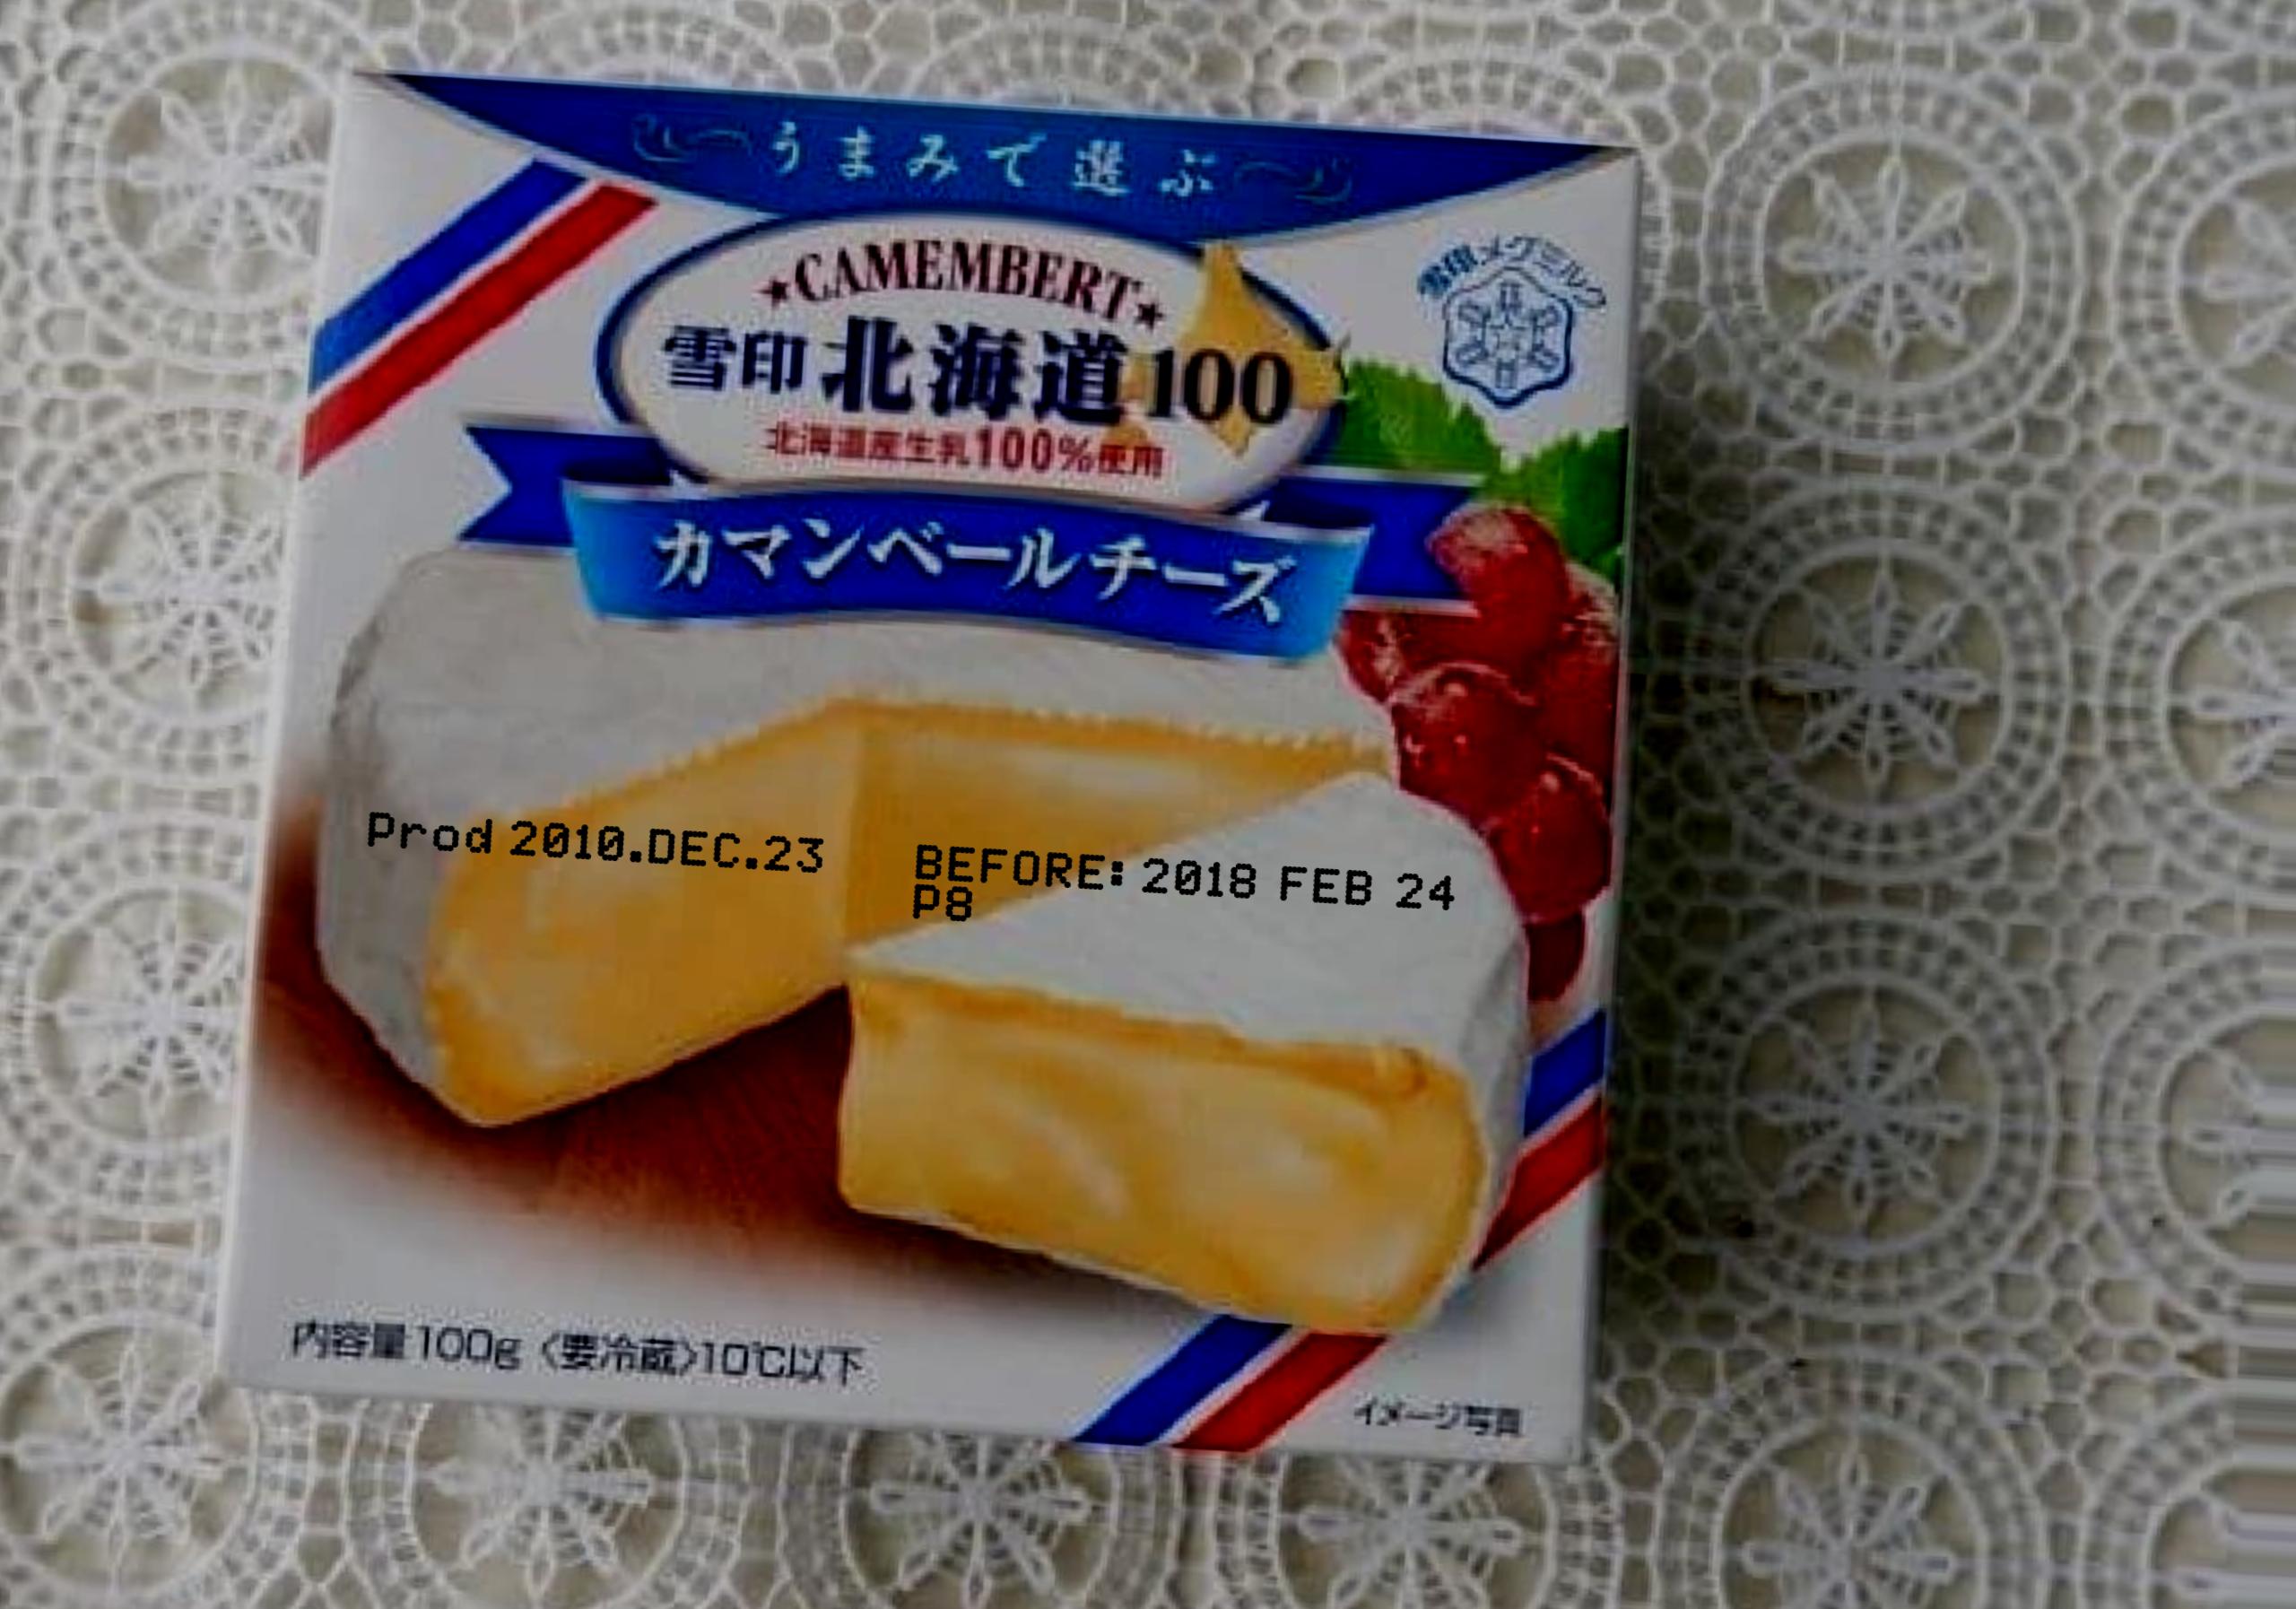 うまみで選ぶ
★CAMEMBERT★
雪印メグミルク
雪印 北海道100
北海道産生乳100%使用
カマンベールチーズ
Prod 2010.DEC.23
BEFORE: 2018 FEB 24
P8
内容量100g〈要冷蔵〉10℃以下
イメージ写真